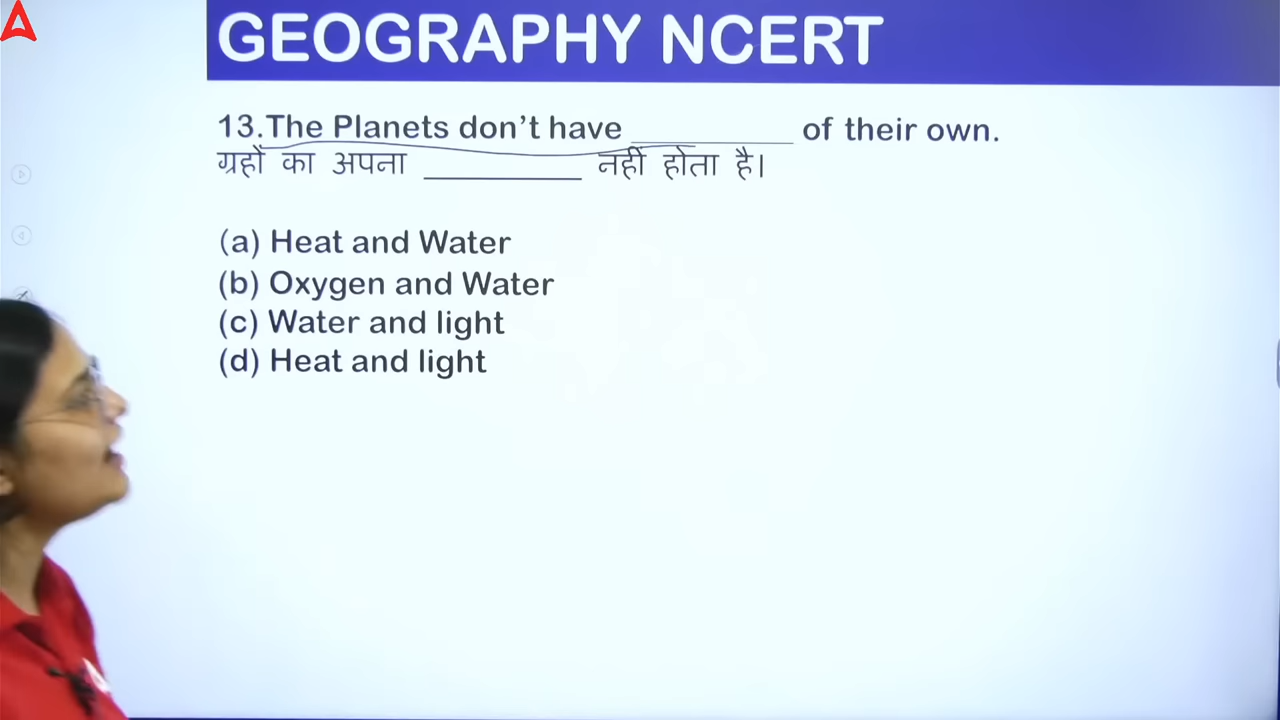 GEOGRAPHY NCERT
13.The Planets don't have __________ of their own.
ग्रहों का अपना __________ नहीं होता है।
(a) Heat and Water
(b) Oxygen and Water
(c) Water and light
(d) Heat and light